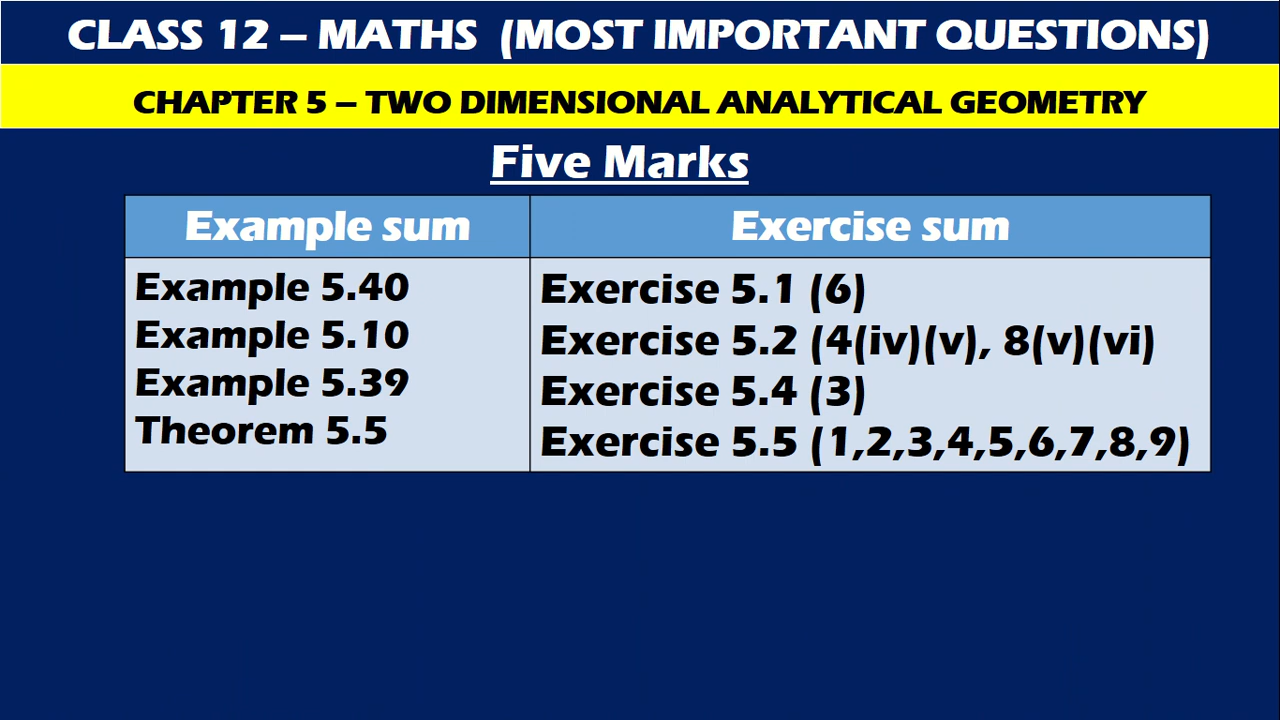 CLASS 12 – MATHS (MOST IMPORTANT QUESTIONS)
CHAPTER 5 – TWO DIMENSIONAL ANALYTICAL GEOMETRY
Five Marks
Example sum
Example 5.40
Example 5.10
Example 5.39
Theorem 5.5
Exercise sum
Exercise 5.1 (6)
Exercise 5.2 (4(iv)(v), 8(v)(vi)
Exercise 5.4 (3)
Exercise 5.5 (1,2,3,4,5,6,7,8,9)